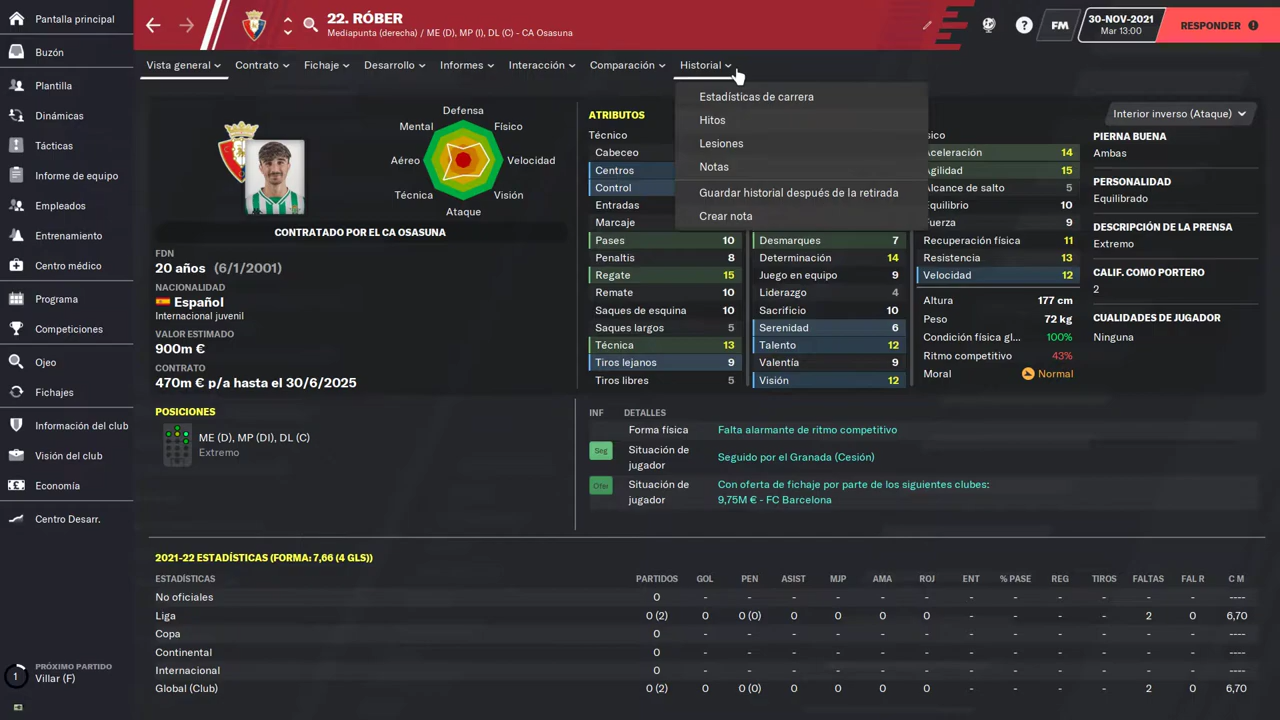 22. RÓBER
Mediapunta (derecha) / ME (D), MP (I), DL (C) - CA Osasuna
FM
30-NOV-2021
Mar 13:00
RESPONDER
Pantalla principal
Buzón
Plantilla
Dinámicas
Tácticas
Informe de equipo
Empleados
Entrenamiento
Centro médico
Programa
Competiciones
Ojeo
Fichajes
Información del club
Visión del club
Economía
Centro Desarr.
1
PRÓXIMO PARTIDO
Villar (F)
Vista general
Contrato
Fichaje
Desarrollo
Informes
Interacción
Comparación
Historial
Estadísticas de carrera
Hitos
Lesiones
Notas
Guardar historial después de la retirada
Crear nota
Interior inverso (Ataque)
Defensa
Físico
Velocidad
Visión
Ataque
Técnica
Aéreo
Mental
CONTRATADO POR EL CA OSASUNA
FDN
20 años (6/1/2001)
NACIONALIDAD
Español
Internacional juvenil
VALOR ESTIMADO
900m €
CONTRATO
470m € p/a hasta el 30/6/2025
ATRIBUTOS
Técnico
Cabeceo
Centros
Control
Entradas
Marcaje
Pases 10
Penaltis 8
Regate 15
Remate 10
Saques de esquina 10
Saques largos 5
Técnica 13
Tiros lejanos 9
Tiros libres 5
Desmarques 7
Determinación 14
Juego en equipo 9
Liderazgo 4
Sacrificio 10
Serenidad 6
Talento 12
Valentía 9
Visión 12
sico
Aceleración 14
Agilidad 15
Alcance de salto 5
Equilibrio 10
Fuerza 9
Recuperación física 11
Resistencia 13
Velocidad 12
Altura 177 cm
Peso 72 kg
Condición física gl... 100%
Ritmo competitivo 43%
Moral Normal
PIERNA BUENA
Ambas
PERSONALIDAD
Equilibrado
DESCRIPCIÓN DE LA PRENSA
Extremo
CALIF. COMO PORTERO
2
CUALIDADES DE JUGADOR
Ninguna
POSICIONES
ME (D), MP (DI), DL (C)
Extremo
INF DETALLES
Forma física Falta alarmante de ritmo competitivo
Seg Situación de jugador Seguido por el Granada (Cesión)
Ofer Situación de jugador Con oferta de fichaje por parte de los siguientes clubes:
9,75M € - FC Barcelona
2021-22 ESTADÍSTICAS (FORMA: 7,66 (4 GLS))
ESTADÍSTICAS PARTIDOS GOL PEN ASIST MJP AMA ROJ ENT % PASE REG TIROS FALTAS FAL R C M
No oficiales 0 - - - - - - - - - - - - ----
Liga 0 (2) 0 0 (0) 0 0 0 0 - - - - 2 0 6,70
Copa 0 - - - - - - - - - - - - ----
Continental 0 - - - - - - - - - - - - ----
Internacional 0 - - - - - - - - - - - - ----
Global (Club) 0 (2) 0 0 (0) 0 0 0 0 - - - - 2 0 6,70